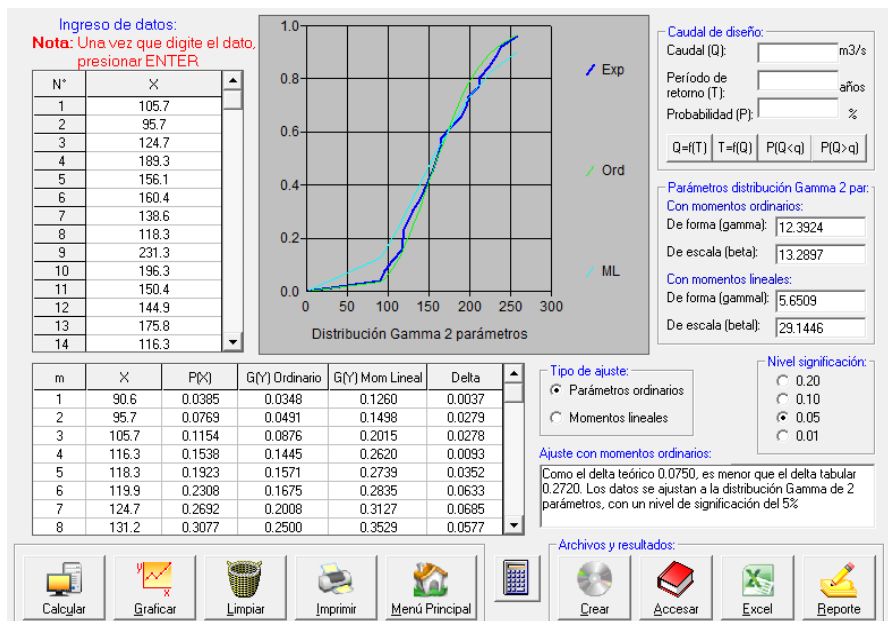 Ingreso de datos:
Nota: Una vez que digite el dato,
presionar ENTER
N° X
1 105.7
2 95.7
3 124.7
4 189.3
5 156.1
6 160.4
7 138.6
8 118.3
9 231.3
10 196.3
11 150.4
12 144.9
13 175.8
14 116.3
1.0
0.8
0.6
0.4
0.2
0.0
0 50 100 150 200 250 300
Distribución Gamma 2 parámetros
Exp
Ord
ML
Caudal de diseño:
Caudal (Q): m3/s
Período de
retorno (T): años
Probabilidad (P): %
Q=f(T) T=f(Q) P(Q<q) P(Q>q)
Parámetros distribución Gamma 2 par:
Con momentos ordinarios:
De forma (gamma): 12.3924
De escala (beta): 13.2897
Con momentos lineales:
De forma (gammal): 5.6509
De escala (betal): 29.1446
m X P(X) G(Y) Ordinario G(Y) Mom Lineal Delta
1 90.6 0.0385 0.0348 0.1260 0.0037
2 95.7 0.0769 0.0491 0.1498 0.0279
3 105.7 0.1154 0.0876 0.2015 0.0278
4 116.3 0.1538 0.1445 0.2620 0.0093
5 118.3 0.1923 0.1571 0.2739 0.0352
6 119.9 0.2308 0.1675 0.2835 0.0633
7 124.7 0.2692 0.2008 0.3127 0.0685
8 131.2 0.3077 0.2500 0.3529 0.0577
Tipo de ajuste:
Parámetros ordinarios
Momentos lineales
Nivel significación:
0.20
0.10
0.05
0.01
Ajuste con momentos ordinarios:
Como el delta teórico 0.0750, es menor que el delta tabular
0.2720. Los datos se ajustan a la distribución Gamma de 2
parámetros, con un nivel de significación del 5%
Calcular Graficar Limpiar Imprimir Menú Principal
Archivos y resultados:
Crear Accesar Excel Reporte